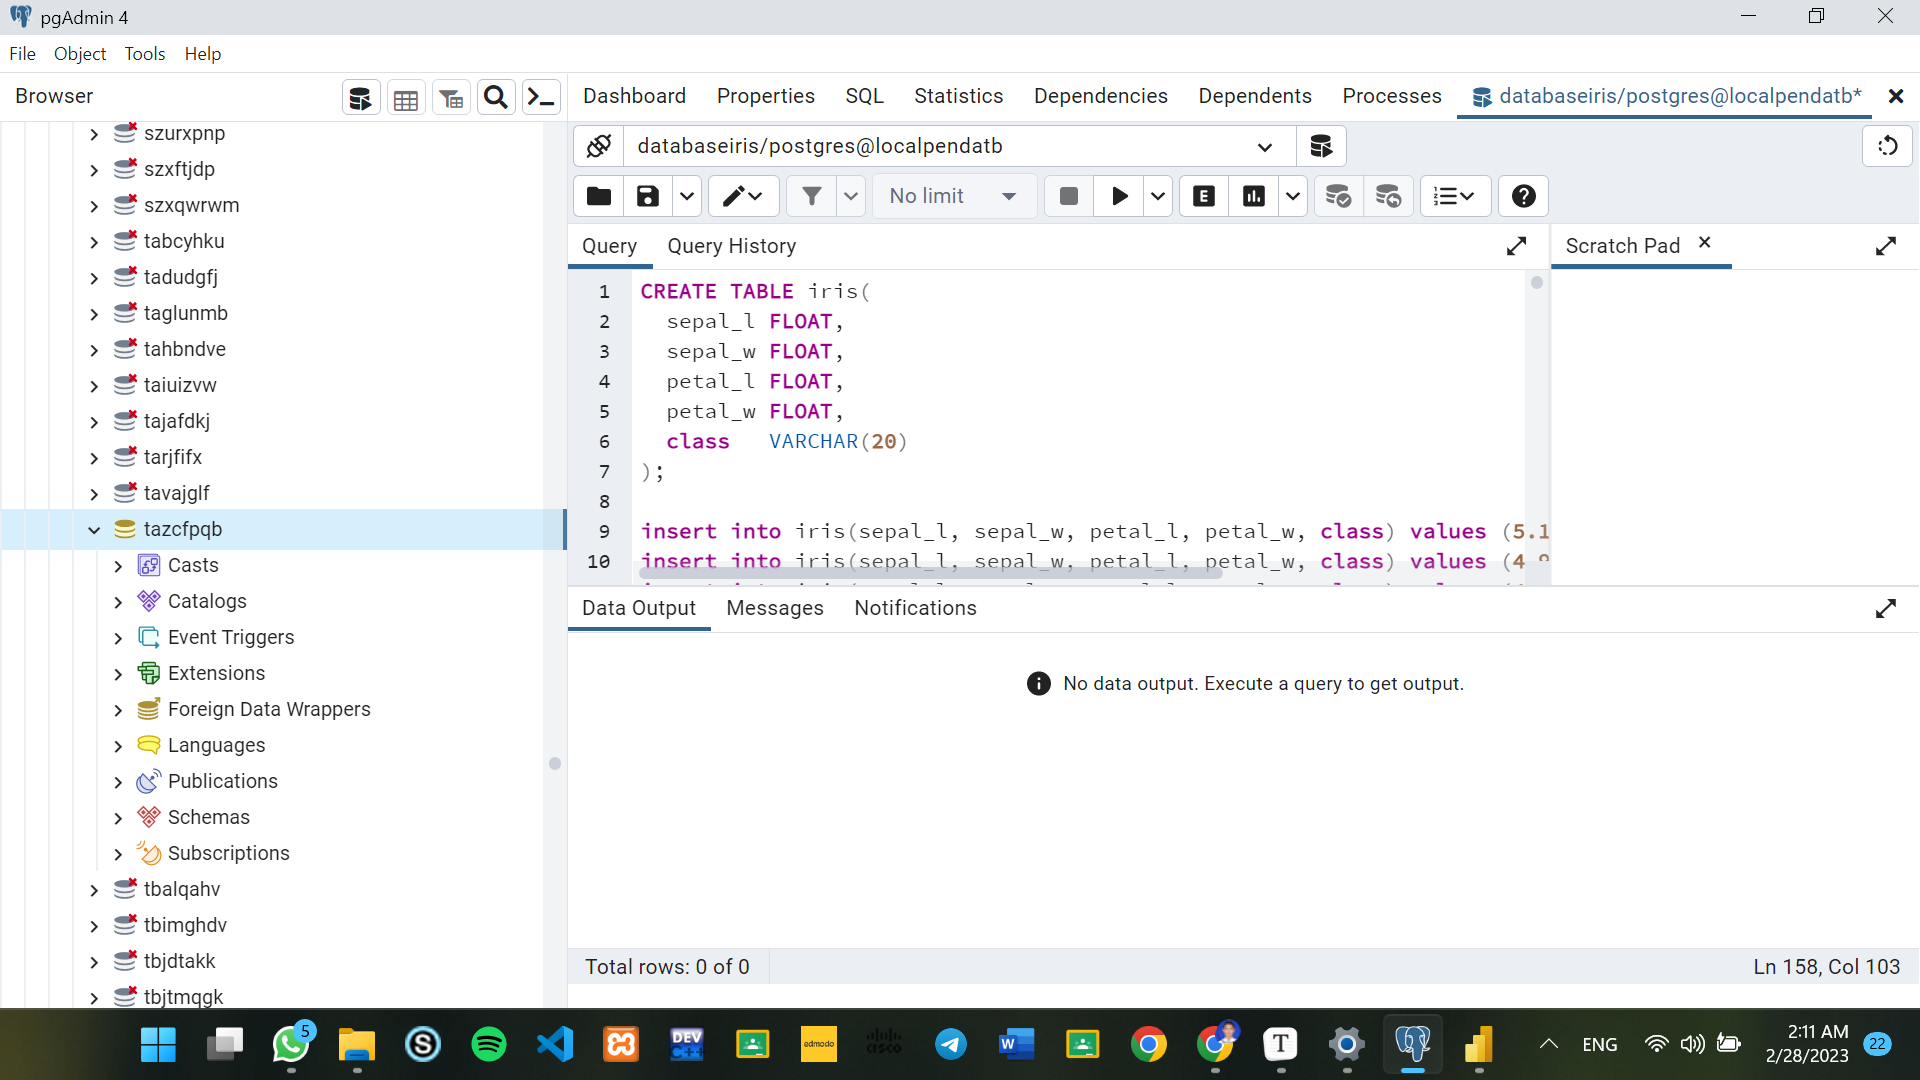 pgAdmin 4
File Object Tools Help
Browser
Dashboard Properties SQL Statistics Dependencies Dependents Processes databaseiris/postgres@localpendatb*
szurxpnp
szxftjdp
szxqwrwm
tabcyhku
tadudgfj
taglunmb
tahbndve
taiuizvw
tajafdkj
tarjfifx
tavajglf
tazcfpqb
Casts
Catalogs
Event Triggers
Extensions
Foreign Data Wrappers
Languages
Publications
Schemas
Subscriptions
tbalqahv
tbimghdv
tbjdtakk
tbjtmqgk
databaseiris/postgres@localpendatb
No limit
E
Query Query History
Scratch Pad
1 CREATE TABLE iris(
2 sepal_l FLOAT,
3 sepal_w FLOAT,
4 petal_l FLOAT,
5 petal_w FLOAT,
6 class VARCHAR(20)
7 );
8
9 insert into iris(sepal_l, sepal_w, petal_l, petal_w, class) values (5.1
10 insert into iris(sepal_l, sepal_w, petal_l, petal_w, class) values (4.9
Data Output Messages Notifications
No data output. Execute a query to get output.
Total rows: 0 of 0
Ln 158, Col 103
5
DEV
C++
edmodo
cisco
W
T
ENG
2:11 AM
2/28/2023
22